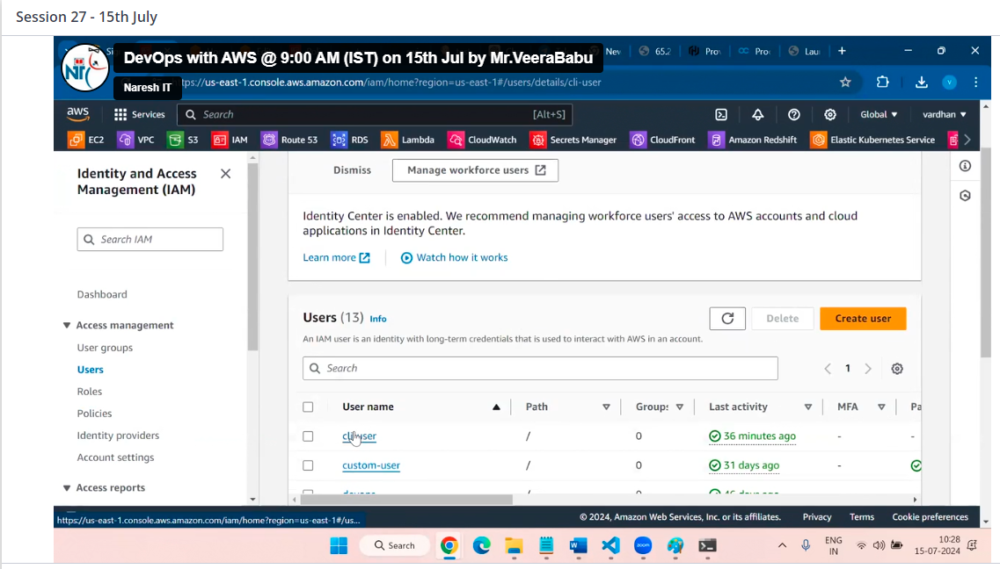 Session 27 - 15th July
DevOps with AWS @ 9:00 AM (IST) on 15th Jul by Mr.VeeraBabu
New
65.2
Pro
Pro
Lau
Naresh IT
us-east-1.console.aws.amazon.com/iam/home?region=us-east-1#/users/details/cli-user
aws
Services
Search
[Alt+S]
Global
vardhan
EC2
VPC
S3
IAM
Route 53
RDS
Lambda
CloudWatch
Secrets Manager
CloudFront
Amazon Redshift
Elastic Kubernetes Service
Identity and Access
Management (IAM)
Search IAM
Dashboard
Access management
User groups
Users
Roles
Policies
Identity providers
Account settings
Access reports
Dismiss
Manage workforce users
Identity Center is enabled. We recommend managing workforce users' access to AWS accounts and cloud
applications in Identity Center.
Learn more
Watch how it works
Users (13) Info
Delete
Create user
An IAM user is an identity with long-term credentials that is used to interact with AWS in an account.
Search
1
User name
Path
Groups
Last activity
MFA
Pa
cli-user / 0 36 minutes ago - -
custom-user / 0 31 days ago -
https://us-east-1.console.aws.amazon.com/iam/home?region=us-east-1#/us...
© 2024, Amazon Web Services, Inc. or its affiliates.
Privacy
Terms
Cookie preferences
Search
zoom
ENG
IN
10:28
15-07-2024